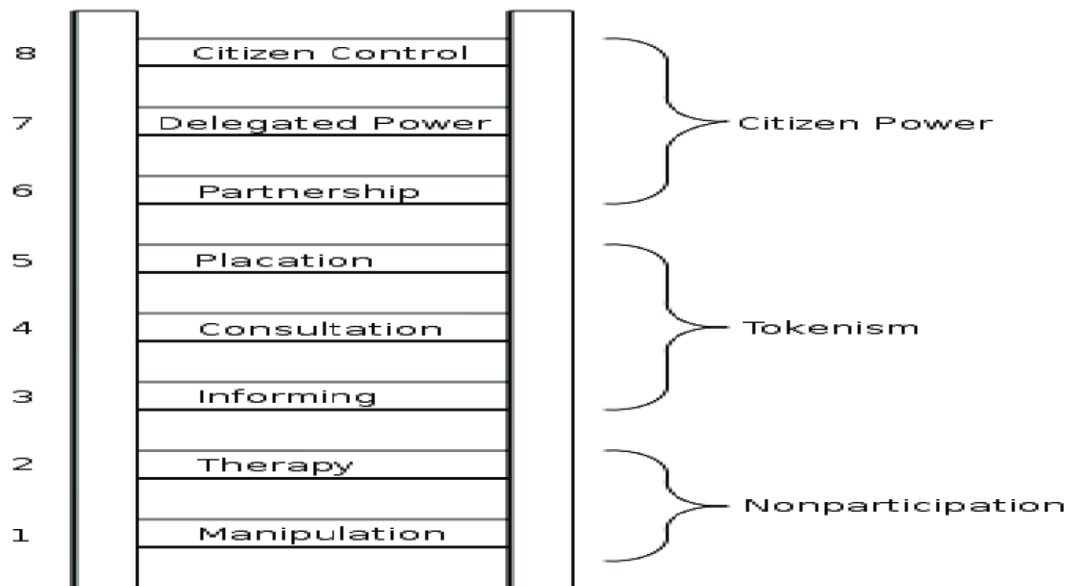 8 Citizen Control
7 Delegated Power Citizen Power
6 Partnership
5 Placation
4 Consultation Tokenism
3 Informing
2 Therapy
Nonparticipation
1 Manipulation